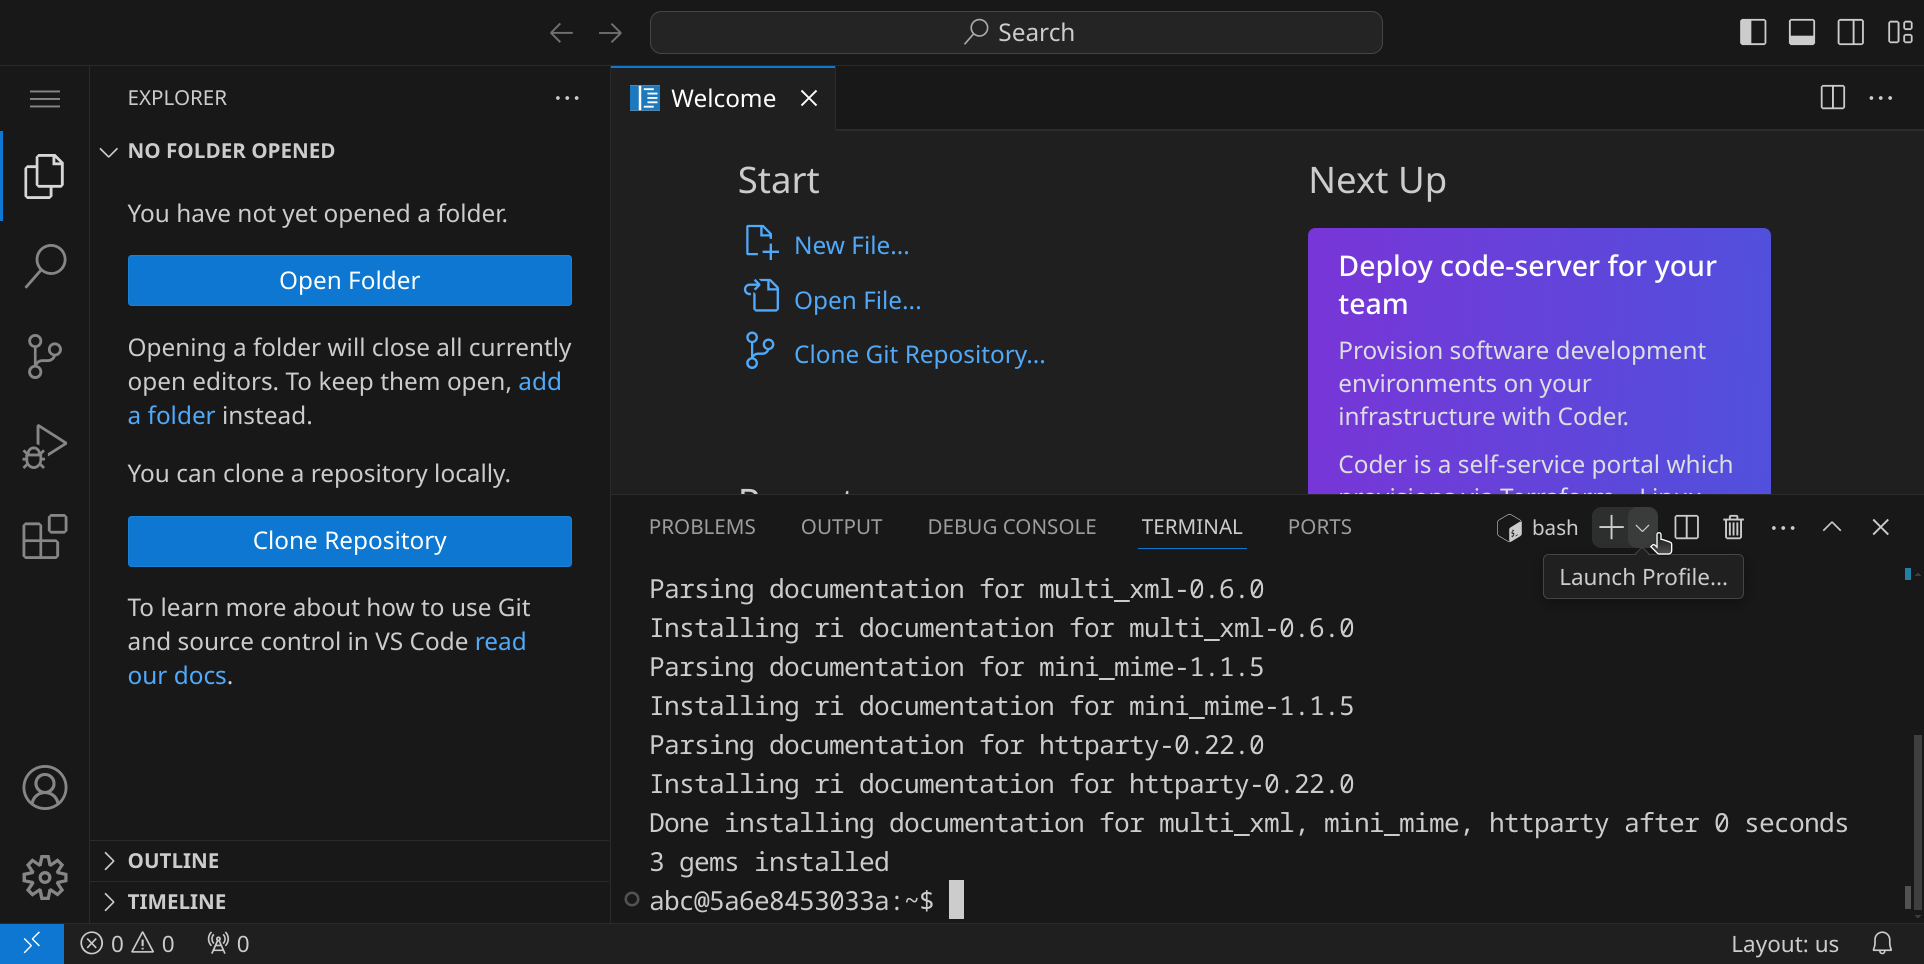 Search
EXPLORER
NO FOLDER OPENED
You have not yet opened a folder.
Open Folder
Opening a folder will close all currently
open editors. To keep them open, add
a folder instead.
You can clone a repository locally.
Clone Repository
To learn more about how to use Git
and source control in VS Code read
our docs.
OUTLINE
TIMELINE
Welcome
Start
New File...
Open File...
Clone Git Repository...
Next Up
Deploy code-server for your
team
Provision software development
environments on your
infrastructure with Coder.
Coder is a self-service portal which
PROBLEMS
OUTPUT
DEBUG CONSOLE
TERMINAL
PORTS
bash
Launch Profile...
Parsing documentation for multi_xml-0.6.0
Installing ri documentation for multi_xml-0.6.0
Parsing documentation for mini_mime-1.1.5
Installing ri documentation for mini_mime-1.1.5
Parsing documentation for httparty-0.22.0
Installing ri documentation for httparty-0.22.0
Done installing documentation for multi_xml, mini_mime, httparty after 0 seconds
3 gems installed
abc@5a6e8453033a:~$
0 0 0
Layout: us